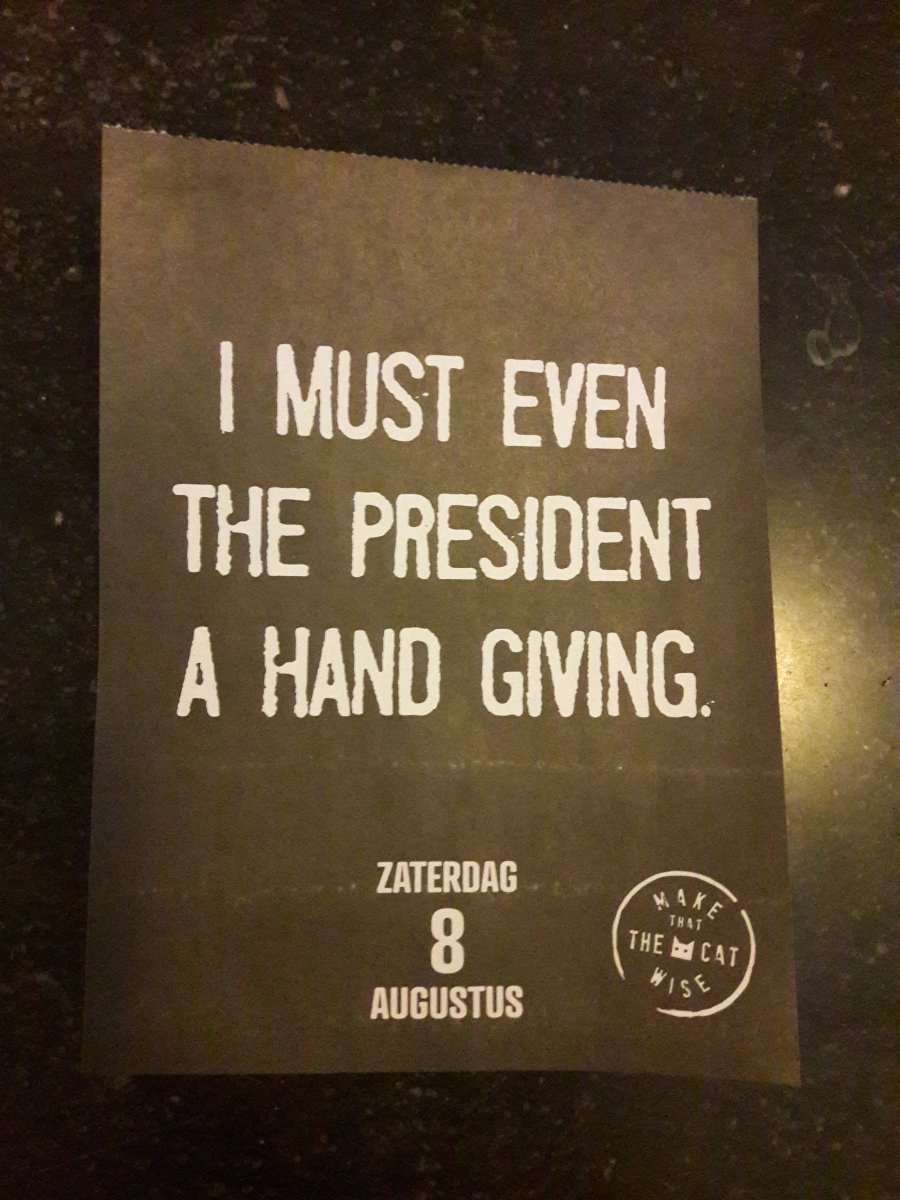 I MUST EVEN
THE PRESIDENT
A HAND GIVING.
ZATERDAG
8
AUGUSTUS
MAKE
THAT
THE CAT
WISE